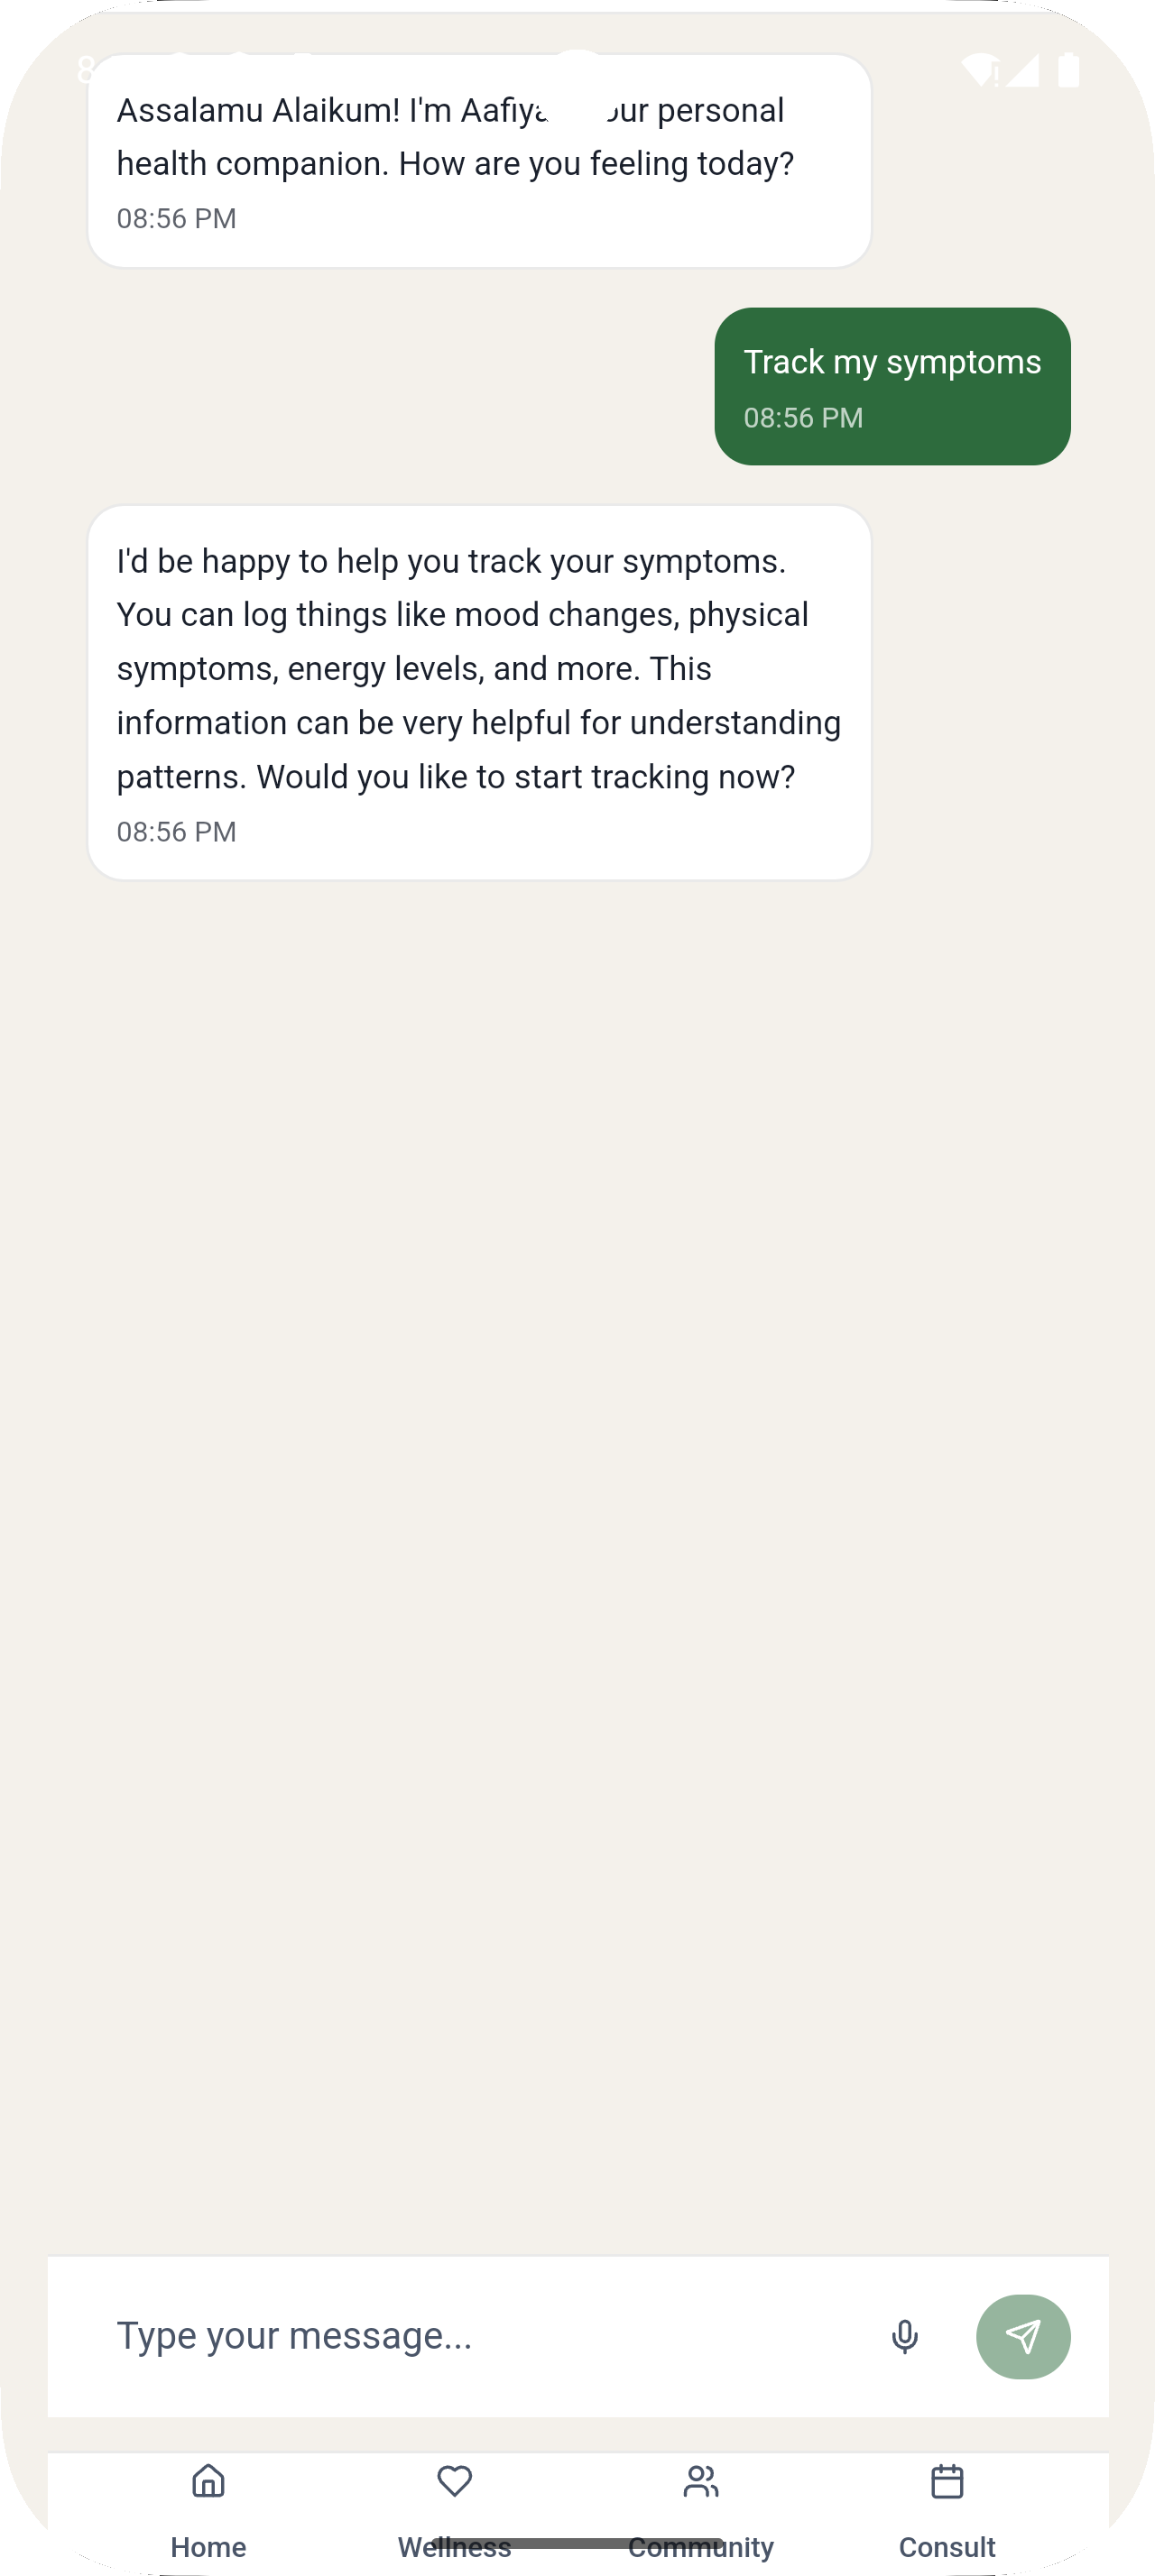 8
Assalamu Alaikum! I'm personal
health companion. How are you feeling today?
08:56 PM
Track my symptoms
08:56 PM
I'd be happy to help you track your symptoms.
You can log things like mood changes, physical
symptoms, energy levels, and more. This
information can be very helpful for understanding
patterns. Would you like to start tracking now?
08:56 PM
Type your message...
Home
Wellness
Community
Consult